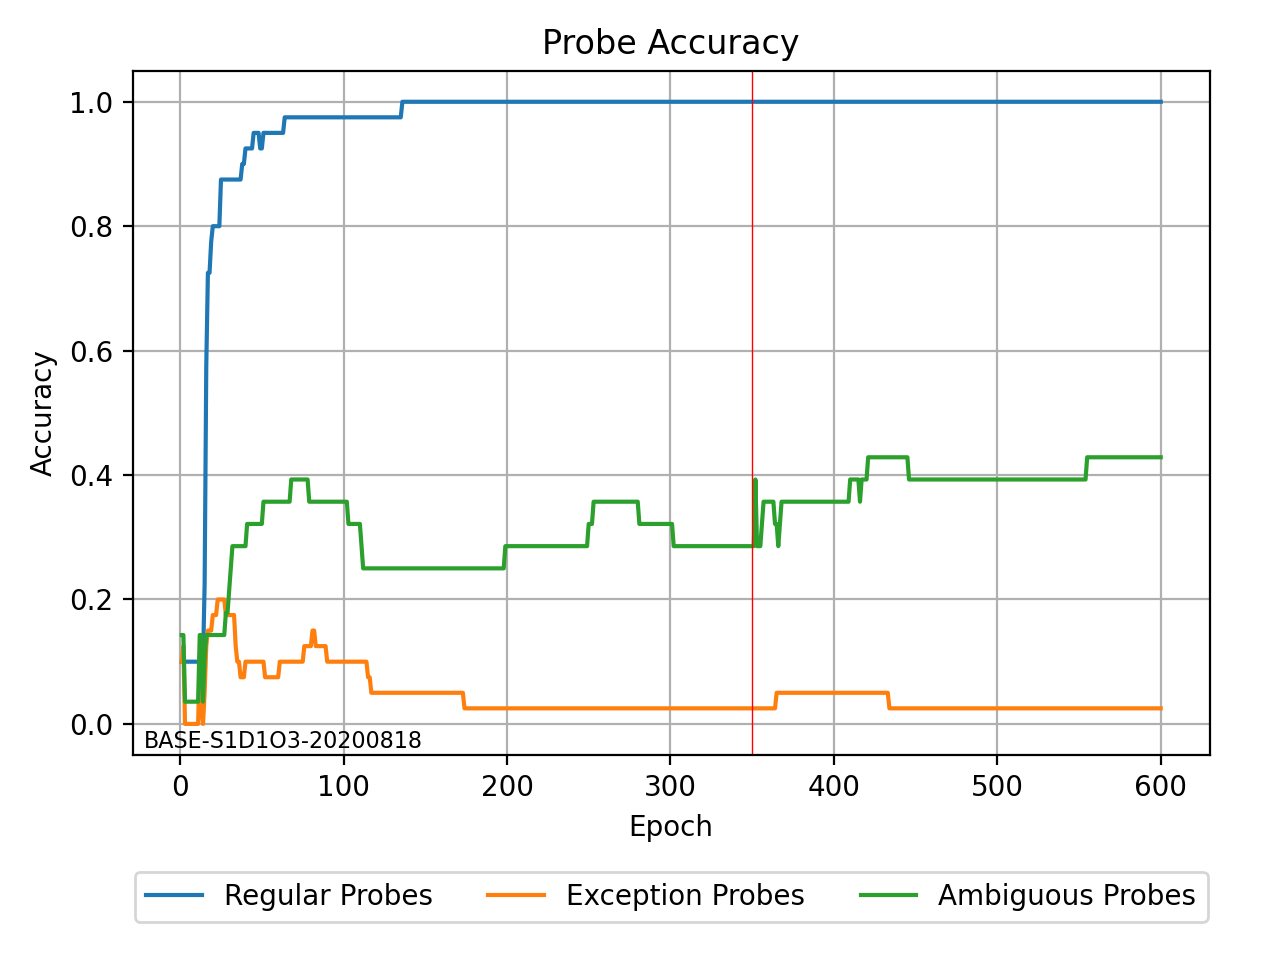 Probe Accuracy
Accuracy
1.0
0.8
0.6
0.4
0.2
0.0
BASE-S1D1O3-20200818
0 100 200 300 400 500 600
Epoch
Regular Probes Exception Probes Ambiguous Probes